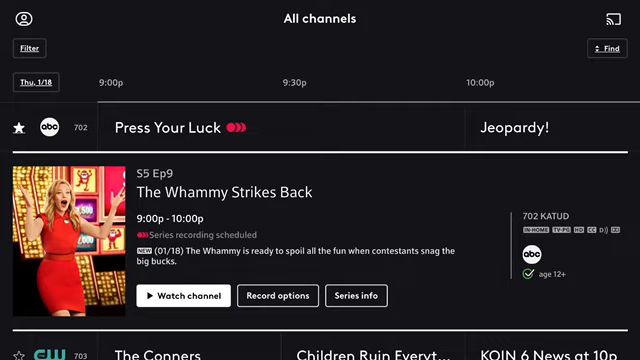 All channels
Filter
Find
Thu, 1/18
9:00p
9:30p
10:00p
abc
702
Press Your Luck
Jeopardy!
S5 Ep9
The Whammy Strikes Back
9:00p - 10:00p
Series recording scheduled
NEW (01/18) The Whammy is ready to spoil all the fun when contestants snag the
big bucks.
702 KATUD
IN-HOME TV-PG HD CC D))
abc
age 12+
Watch channel
Record options
Series info
CW
703
The Conners
Children Ruin Everyt...
KOIN 6 News at 10p